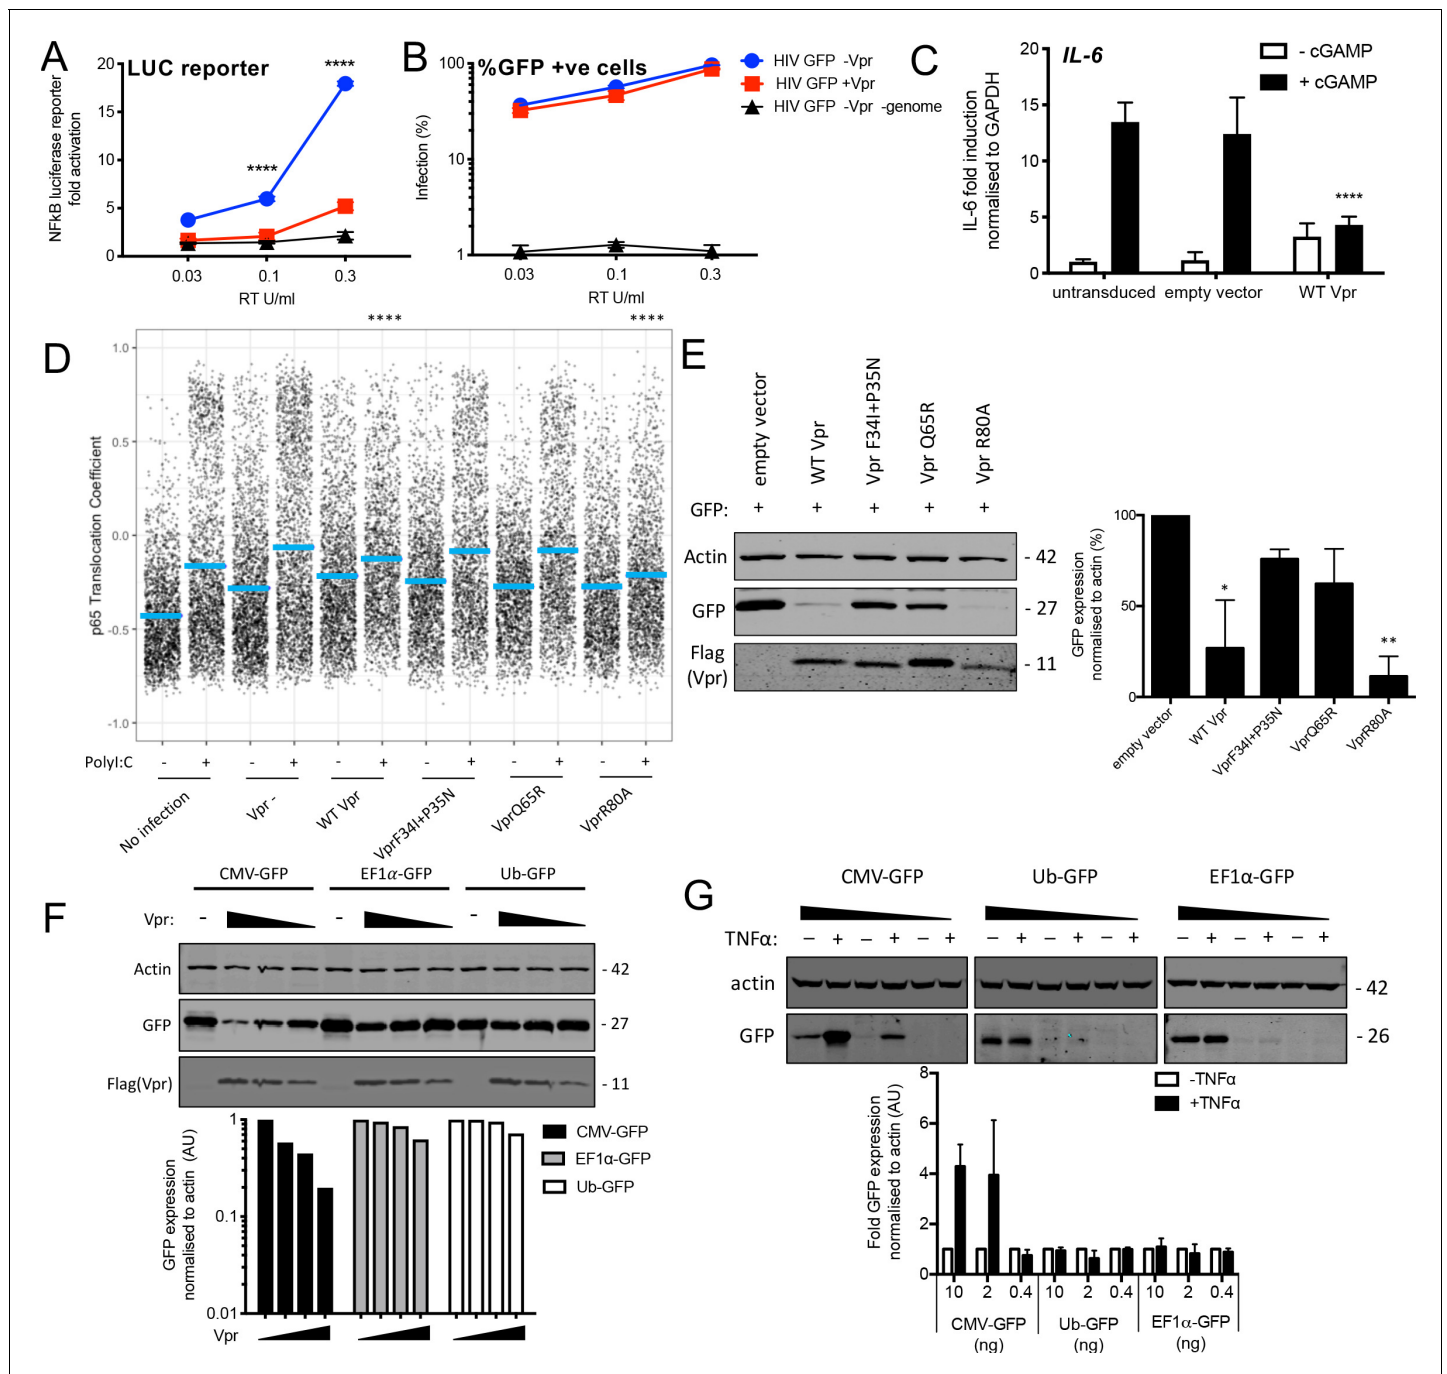 A
LUC reporter
NFkB luciferase reporter
fold activation
20
15
10
5
0
****
****
0.03
0.1
0.3
RT U/ml
B
%GFP +ve cells
Infection (%)
100
10
1
0.03
0.1
0.3
RT U/ml
HIV GFP -Vpr
HIV GFP +Vpr
HIV GFP -Vpr -genome
C
IL-6
- cGAMP
+ cGAMP
IL-6 fold induction
normalised to GAPDH
20
15
10
5
0
****
untransduced
empty vector
WT Vpr
D
**** ****
p65 Translocation Coefficient
1.0
0.5
0.0
-0.5
-1.0
PolyI:C - + - + - + - + - + - +
No infection
Vpr -
WT Vpr
VprF34I+P35N
VprQ65R
VprR80A
E
empty vector
WT Vpr
Vpr F34I+P35N
Vpr Q65R
Vpr R80A
GFP: + + + + +
Actin - 42
GFP - 27
Flag
(Vpr) - 11
GFP expression
normalised to actin (%)
100
50
0
*
**
empty vector
WT Vpr
VprF34I+P35N
VprQ65R
VprR80A
F
CMV-GFP EF1α-GFP Ub-GFP
Vpr: - - -
Actin - 42
GFP - 27
Flag(Vpr) - 11
GFP expression
normalised to actin (AU)
1
0.1
0.01
Vpr
CMV-GFP
EF1α-GFP
Ub-GFP
G
CMV-GFP Ub-GFP EF1α-GFP
TNFα: – + – + – + – + – + – + – + – + – +
actin - 42
GFP - 26
-TNFα
+TNFα
Fold GFP expression
normalised to actin (AU)
8
6
4
2
0
10 2 0.4 10 2 0.4 10 2 0.4
CMV-GFP
(ng)
Ub-GFP
(ng)
EF1α-GFP
(ng)